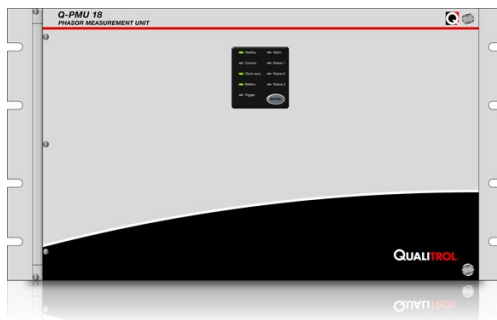 Q-PMU 18
PHASOR MEASUREMENT UNIT
Q
Healthy Alarm
Comms Status 1
Clock sync Status 2
Battery Status 3
Trigger
QUALITROL